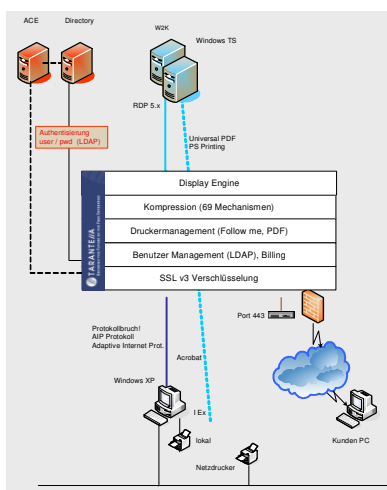 ACE
Directory
W2K
Windows TS
RDP 5.x
Authentisierung
user / pwd (LDAP)
Universal PDF
PS Printing
TARANTELLA
Display Engine
Kompression (69 Mechanismen)
Druckermanagement (Follow me, PDF)
Benutzer Management (LDAP), Billing
SSL v3 Verschlüsselung
Port 443
Protokollbruch!
AIP Protokoll
Adaptive Internet Prot.
Acrobat
Windows XP
I Ex
lokal
Netzdrucker
Kunden PC